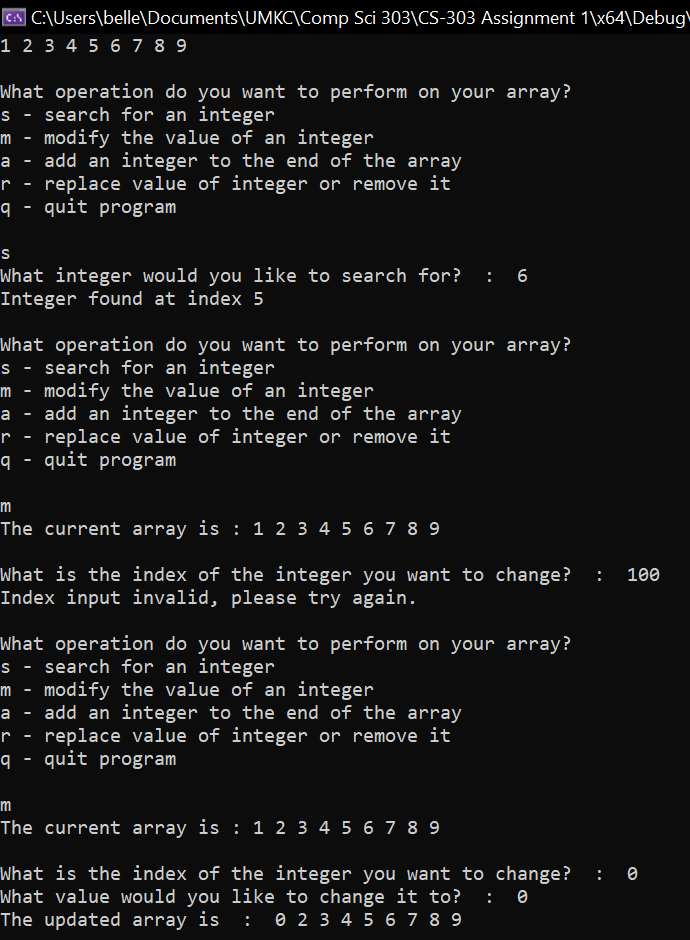 C:\Users\belle\Documents\UMKC\Comp Sci 303\CS-303 Assignment 1\x64\Debug\
1 2 3 4 5 6 7 8 9
What operation do you want to perform on your array?
s - search for an integer
m - modify the value of an integer
a - add an integer to the end of the array
r - replace value of integer or remove it
q - quit program
s
What integer would you like to search for?  :  6
Integer found at index 5
What operation do you want to perform on your array?
s - search for an integer
m - modify the value of an integer
a - add an integer to the end of the array
r - replace value of integer or remove it
q - quit program
m
The current array is : 1 2 3 4 5 6 7 8 9
What is the index of the integer you want to change?  :  100
Index input invalid, please try again.
What operation do you want to perform on your array?
s - search for an integer
m - modify the value of an integer
a - add an integer to the end of the array
r - replace value of integer or remove it
q - quit program
m
The current array is : 1 2 3 4 5 6 7 8 9
What is the index of the integer you want to change?  :  0
What value would you like to change it to?  :  0
The updated array is  :  0 2 3 4 5 6 7 8 9